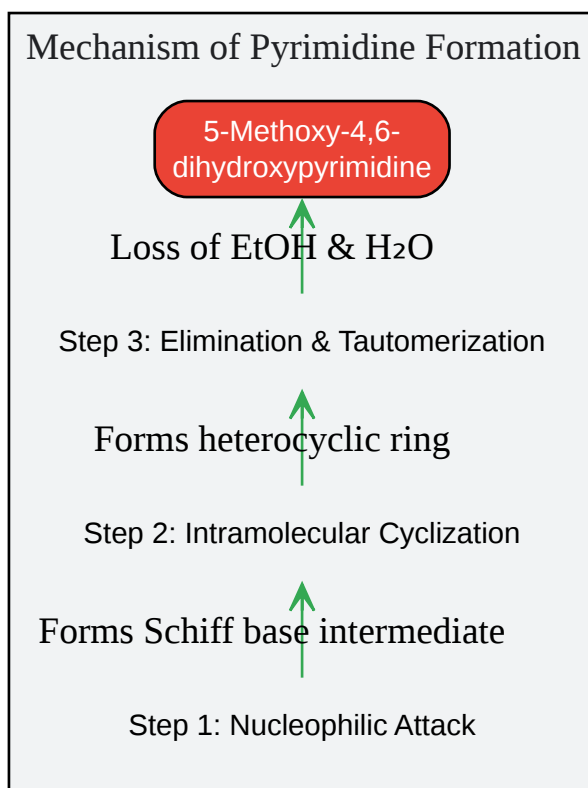 Mechanism of Pyrimidine Formation
5-Methoxy-4,6-
dihydroxypyrimidine
Loss of EtOH & H₂O
Step 3: Elimination & Tautomerization
Forms heterocyclic ring
Step 2: Intramolecular Cyclization
Forms Schiff base intermediate
Step 1: Nucleophilic Attack